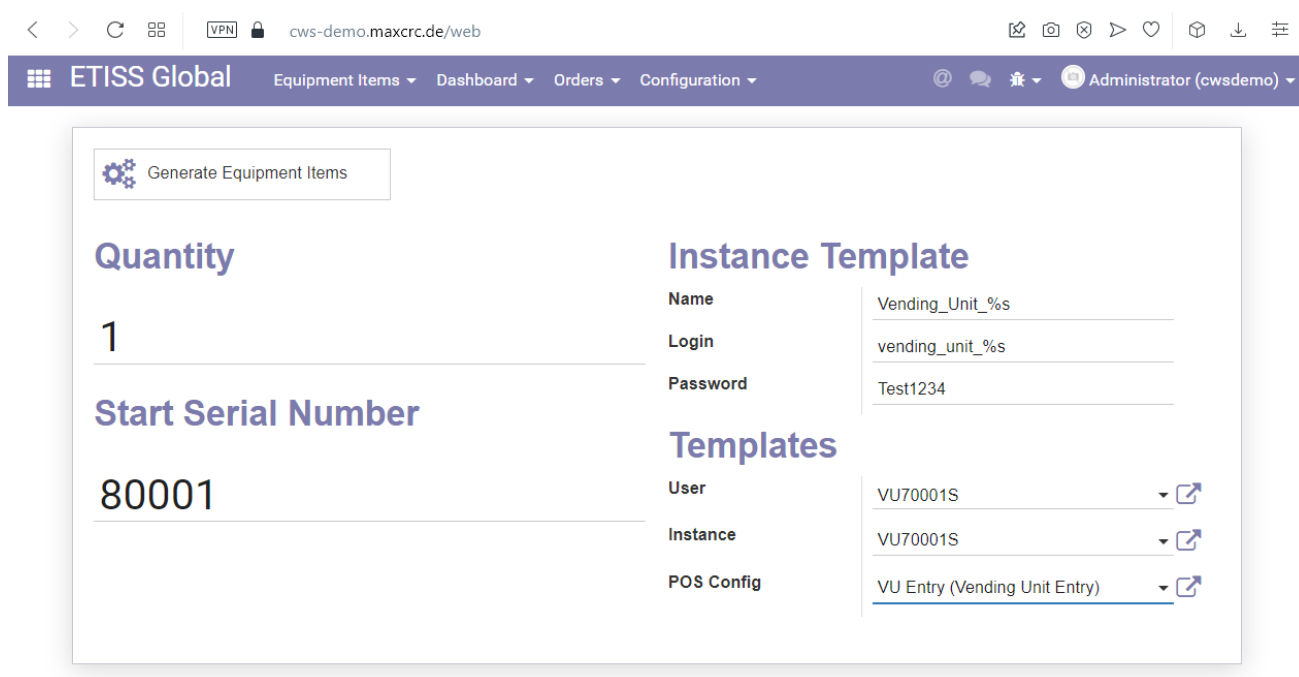 VPN cws-demo.maxcrc.de/web
ETISS Global Equipment Items Dashboard Orders Configuration @ Administrator (cwsdemo)
Generate Equipment Items
Quantity
1
Start Serial Number
80001
Instance Template
Name Vending_Unit_%s
Login vending_unit_%s
Password Test1234
Templates
User VU70001S
Instance VU70001S
POS Config VU Entry (Vending Unit Entry)